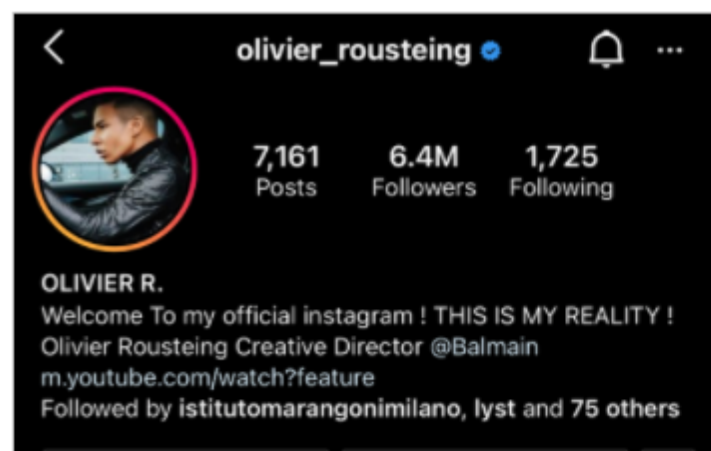 olivier_rousteing
7,161 6.4M 1,725
Posts Followers Following
OLIVIER R.
Welcome To my official instagram ! THIS IS MY REALITY !
Olivier Rousteing Creative Director @Balmain
m.youtube.com/watch?feature
Followed by istitutomarangonimilano, lyst and 75 others